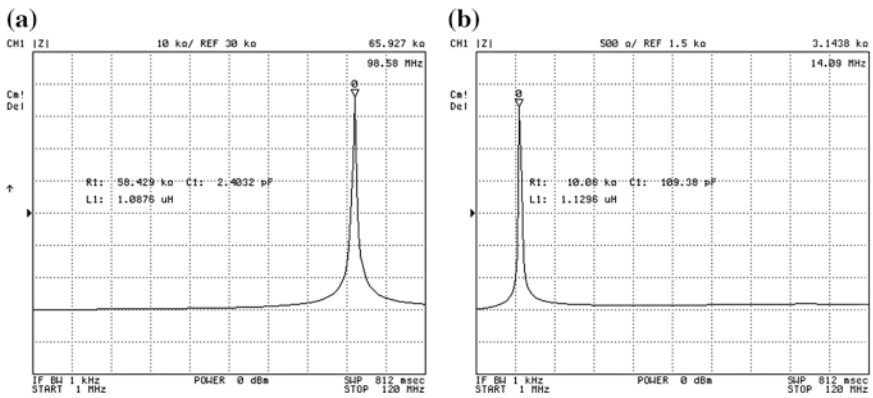 (a)
CH1 |Z| 10 kΩ/ REF 30 kΩ 65.927 kΩ
98.58 MHz
Cm!
Del
0
↑
R1: 58.429 kΩ C1: 2.4032 pF
L1: 1.0876 uH
IF BW 1 kHz POWER 0 dBm SWP 812 msec
START 1 MHz STOP 120 MHz
(b)
CH1 |Z| 500 Ω/ REF 1.5 kΩ 3.1438 kΩ
14.09 MHz
Cm!
Del
0
R1: 10.06 kΩ C1: 109.38 pF
L1: 1.1296 uH
IF BW 1 kHz POWER 0 dBm SWP 812 msec
START 1 MHz STOP 120 MHz